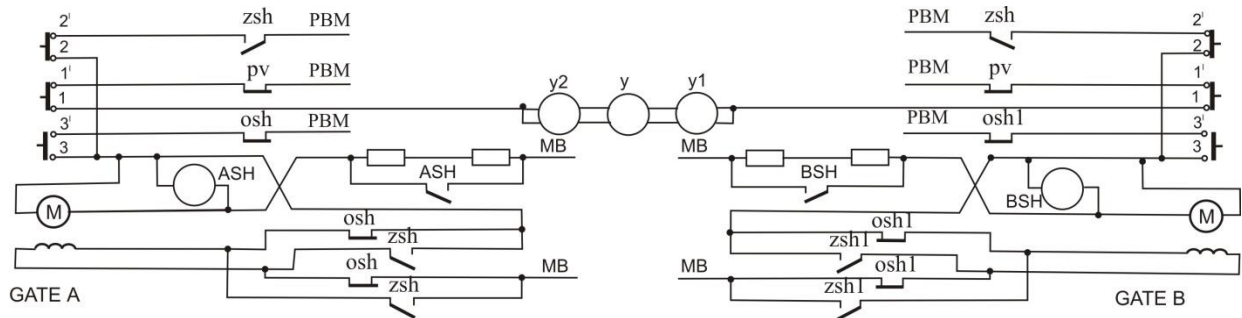 2' zsh PBM PBM zsh 2'
2 2
1' pv PBM y2 y y1 PBM pv 1'
1 1
3' osh PBM PBM osh1 3'
3 MB MB 3
ASH ASH BSH BSH
M M
osh osh1
zsh zsh1
osh MB MB osh1
zsh zsh1
GATE A GATE B